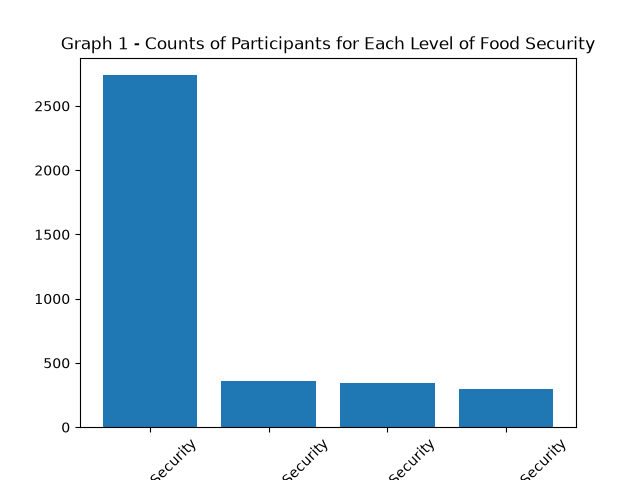 Graph 1 - Counts of Participants for Each Level of Food Security
2500
2000
1500
1000
500
0
Security
Security
Security
Security